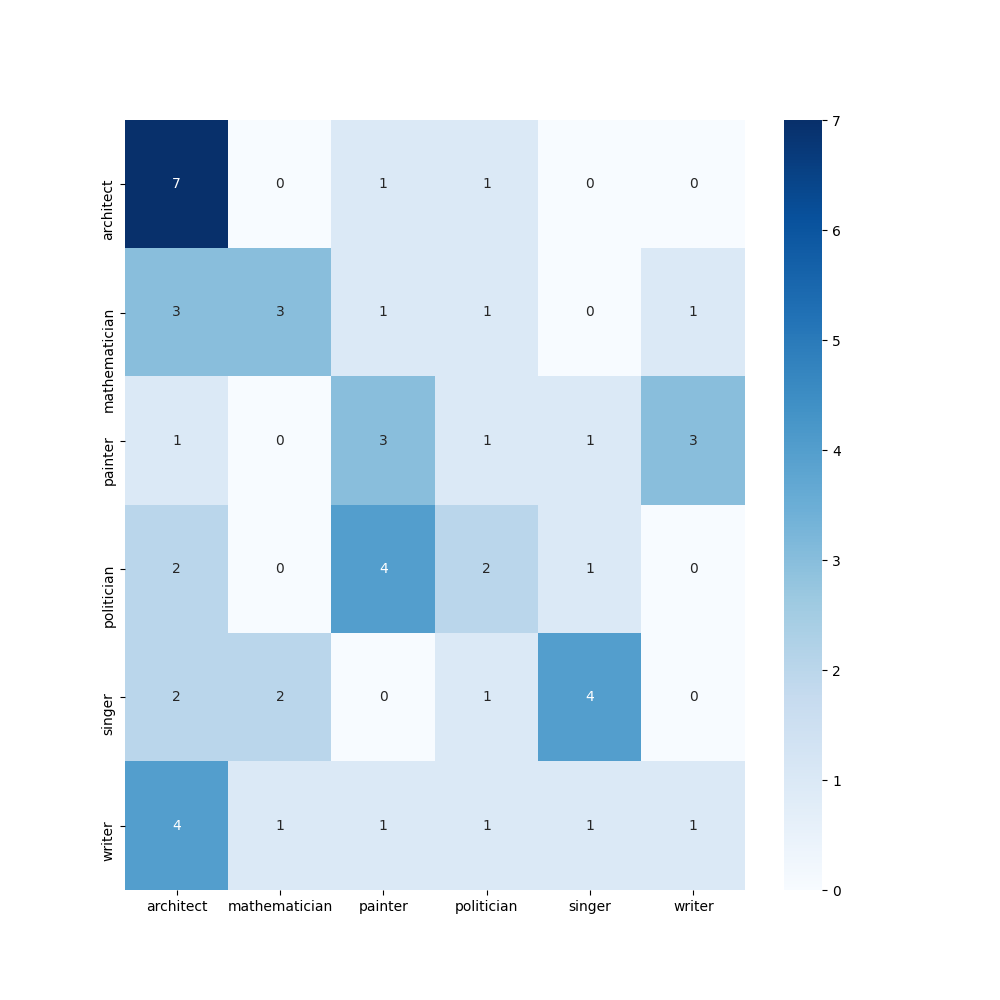 architect 7 0 1 1 0 0
mathematician 3 3 1 1 0 1
painter 1 0 3 1 1 3
politician 2 0 4 2 1 0
singer 2 2 0 1 4 0
writer 4 1 1 1 1 1
architect mathematician painter politician singer writer
7
6
5
4
3
2
1
0